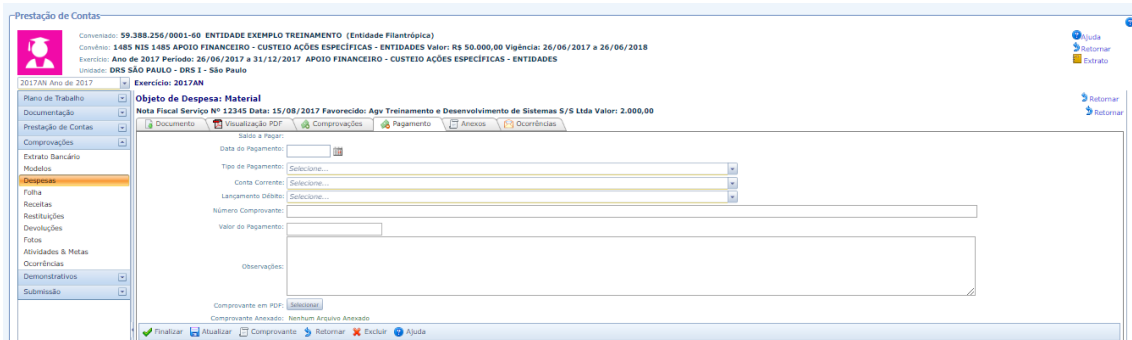 Prestação de Contas
Conveniado: 59.388.256/0001-60 ENTIDADE EXEMPLO TREINAMENTO (Entidade Filantrópica)
Convênio: 1485 NIS 1485 APOIO FINANCEIRO - CUSTEIO AÇÕES ESPECÍFICAS - ENTIDADES Valor: R$ 50.000,00 Vigência: 26/06/2017 a 26/06/2018
Exercício: Ano de 2017 Período: 26/06/2017 a 31/12/2017 APOIO FINANCEIRO - CUSTEIO AÇÕES ESPECÍFICAS - ENTIDADES
Unidade: DRS SÃO PAULO - DRS I - São Paulo
Ajuda
Retornar
Extrato
2017AN Ano de 2017
Exercício: 2017AN
Plano de Trabalho
Documentação
Prestação de Contas
Comprovações
Extrato Bancário
Modelos
Despesas
Folha
Receitas
Restituições
Devoluções
Fotos
Atividades & Metas
Ocorrências
Demonstrativos
Submissão
Objeto de Despesa: Material
Retornar
Nota Fiscal Serviço Nº 12345 Data: 15/08/2017 Favorecido: Agv Treinamento e Desenvolvimento de Sistemas S/S Ltda Valor: 2.000,00
Retornar
Documento Visualização PDF Comprovações Pagamento Anexos Ocorrências
Saldo a Pagar:
Data do Pagamento:
Tipo de Pagamento: Selecione...
Conta Corrente: Selecione...
Lançamento Débito: Selecione...
Número Comprovante:
Valor do Pagamento:
Observações:
Comprovante em PDF: Selecionar
Comprovante Anexado: Nenhum Arquivo Anexado
Finalizar Atualizar Comprovante Retornar Excluir Ajuda